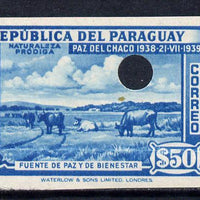 REPÚBLICA DEL PARAGUAY
NATURALEZA PRODIGA
PAZ DEL CHACO 1938-21-VII-1939
CORREO
FUENTE DE PAZ Y DE BIENESTAR
$50
WATERLOW & SONS LIMITED, LONDRES.